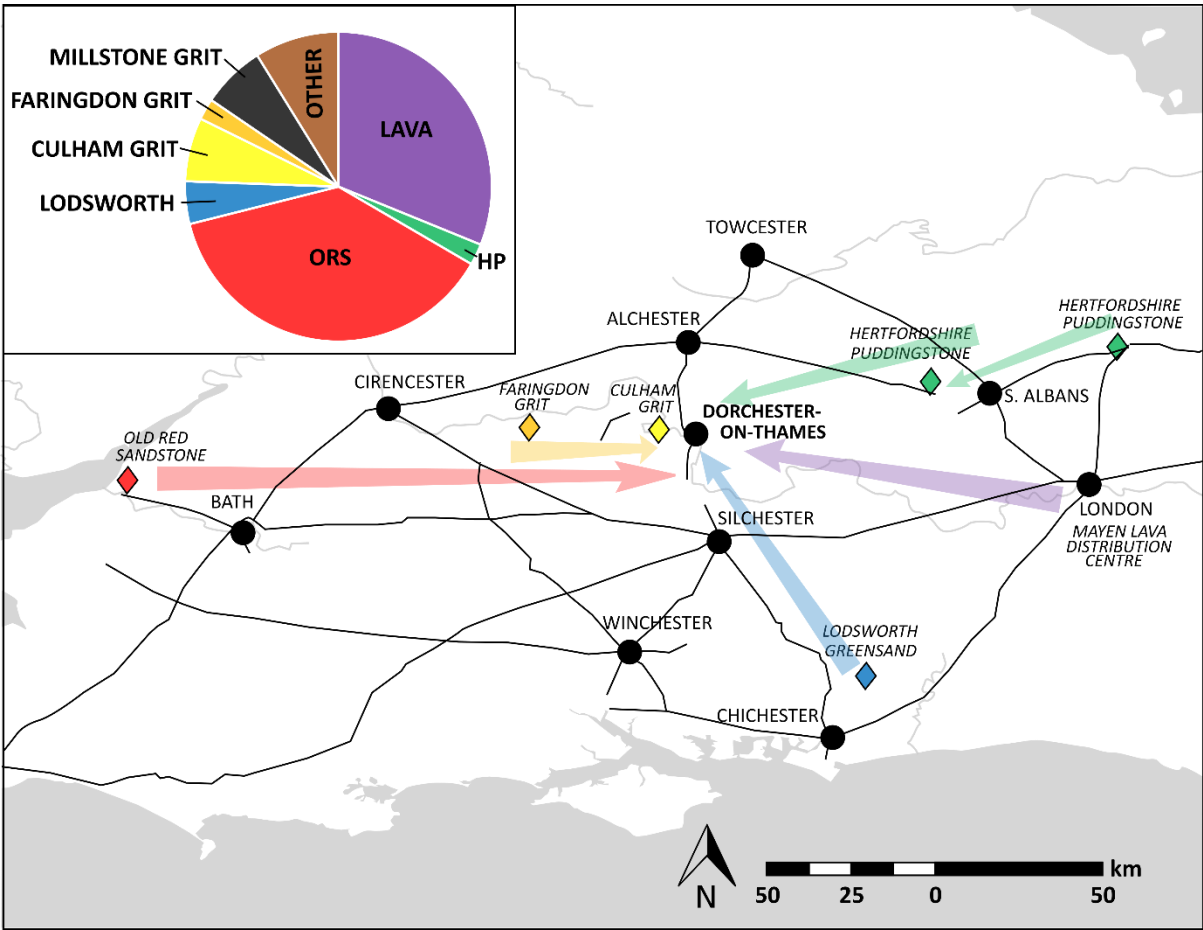 MILLSTONE GRIT
FARINGDON GRIT
CULHAM GRIT
LODSWORTH
OTHER
LAVA
ORS
HP
TOWCESTER
ALCHESTER
HERTFORDSHIRE
PUDDINGSTONE
HERTFORDSHIRE
PUDDINGSTONE
CIRENCESTER
FARINGDON
GRIT
CULHAM
GRIT
S. ALBANS
DORCHESTER-
ON-THAMES
OLD RED
SANDSTONE
BATH
SILCHESTER
LONDON
MAYEN LAVA
DISTRIBUTION
CENTRE
WINCHESTER
LODSWORTH
GREENSAND
CHICHESTER
N
km
50 25 0 50